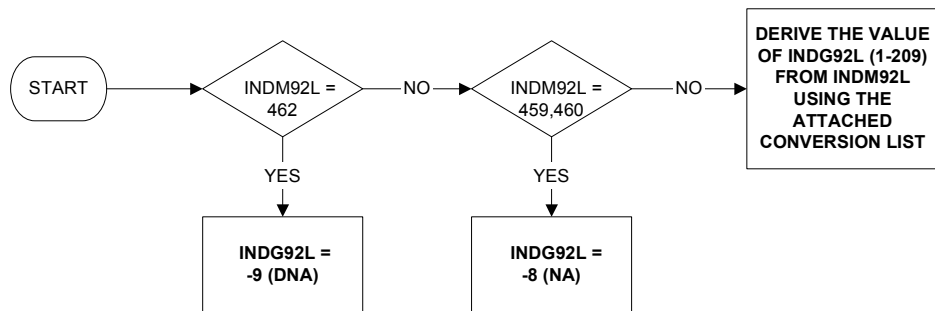 START
INDM92L =
462
NO
INDM92L =
459,460
NO
DERIVE THE VALUE
OF INDG92L (1-209)
FROM INDM92L
USING THE
ATTACHED
CONVERSION LIST
YES
YES
INDG92L =
-9 (DNA)
INDG92L =
-8 (NA)